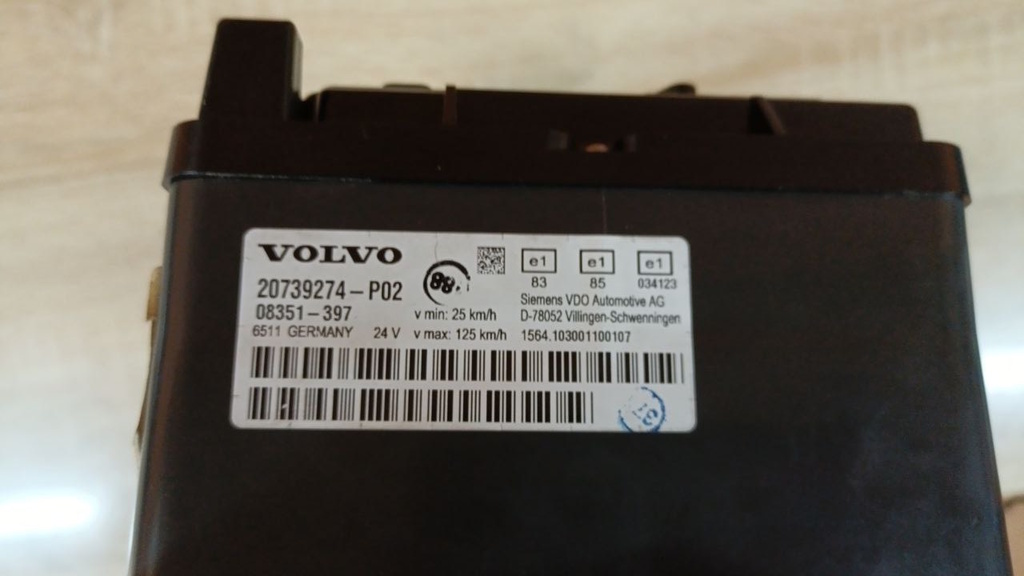 VOLVO
20739274-P02
08351-397
6511 GERMANY 24 V
v min: 25 km/h
v max: 125 km/h
e1 e1 e1
83 85 034123
Siemens VDO Automotive AG
D-78052 Villingen-Schwenningen
1564.103001100107